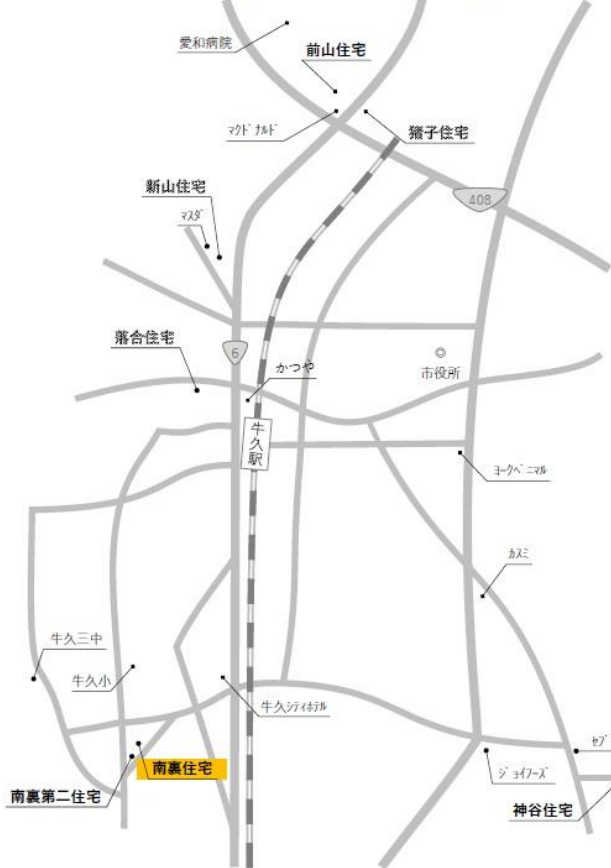 愛和病院
前山住宅
マクドナルド
猪子住宅
408
新山住宅
マスダ
落合住宅
6
かつや
市役所
牛久駅
ヨークベニマル
カスミ
牛久三中
牛久小
牛久シティホテル
南裏住宅
南裏第二住宅
ジョイフーズ
セブ
神谷住宅